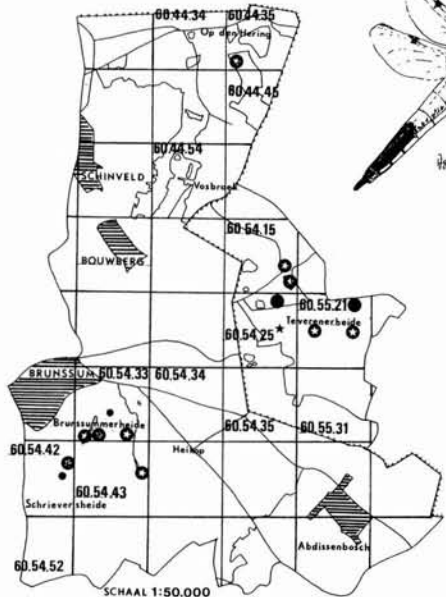 60.44.34 60.44.35
Op den Hering
60.44.45
60.44.54
SCHINVELD
Vosbroek
60.54.15
BOUWBERG
60.55.21
Teverenerheide
60.54.25
BRUNSSUM 60.54.33 60.54.34
Brunssummerheide
60.54.35 60.55.31
60.54.42
Heikop
60.54.43
Schrieversheide
Abdissenbosch
60.54.52
SCHAAL 1:50.000